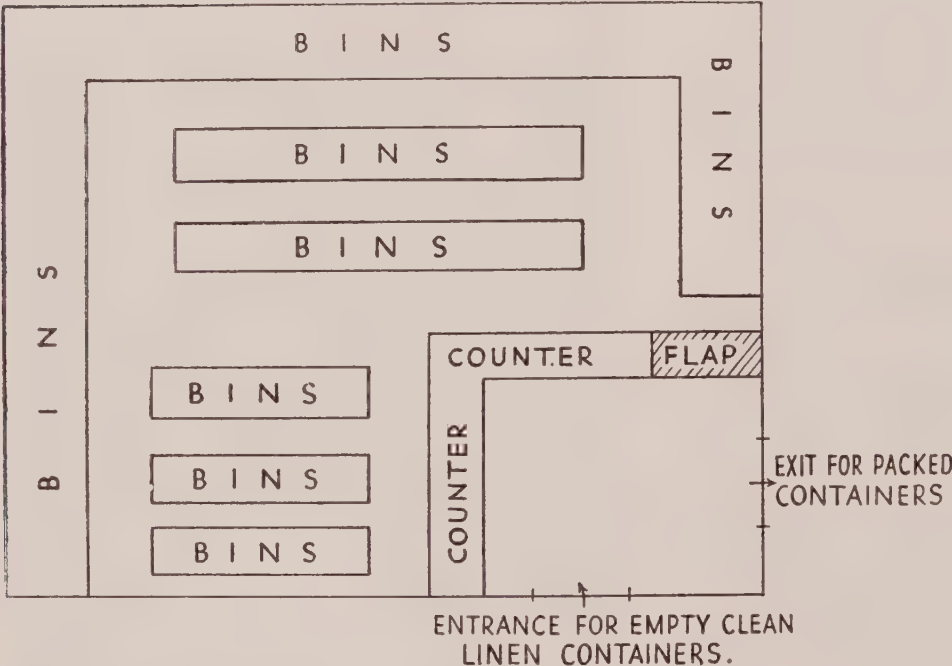 BINS
BINS
BINS
BINS
BINS
COUNTER
FLAP
BINS
COUNTER
BINS
BINS
EXIT FOR PACKED
CONTAINERS
ENTRANCE FOR EMPTY CLEAN
LINEN CONTAINERS.